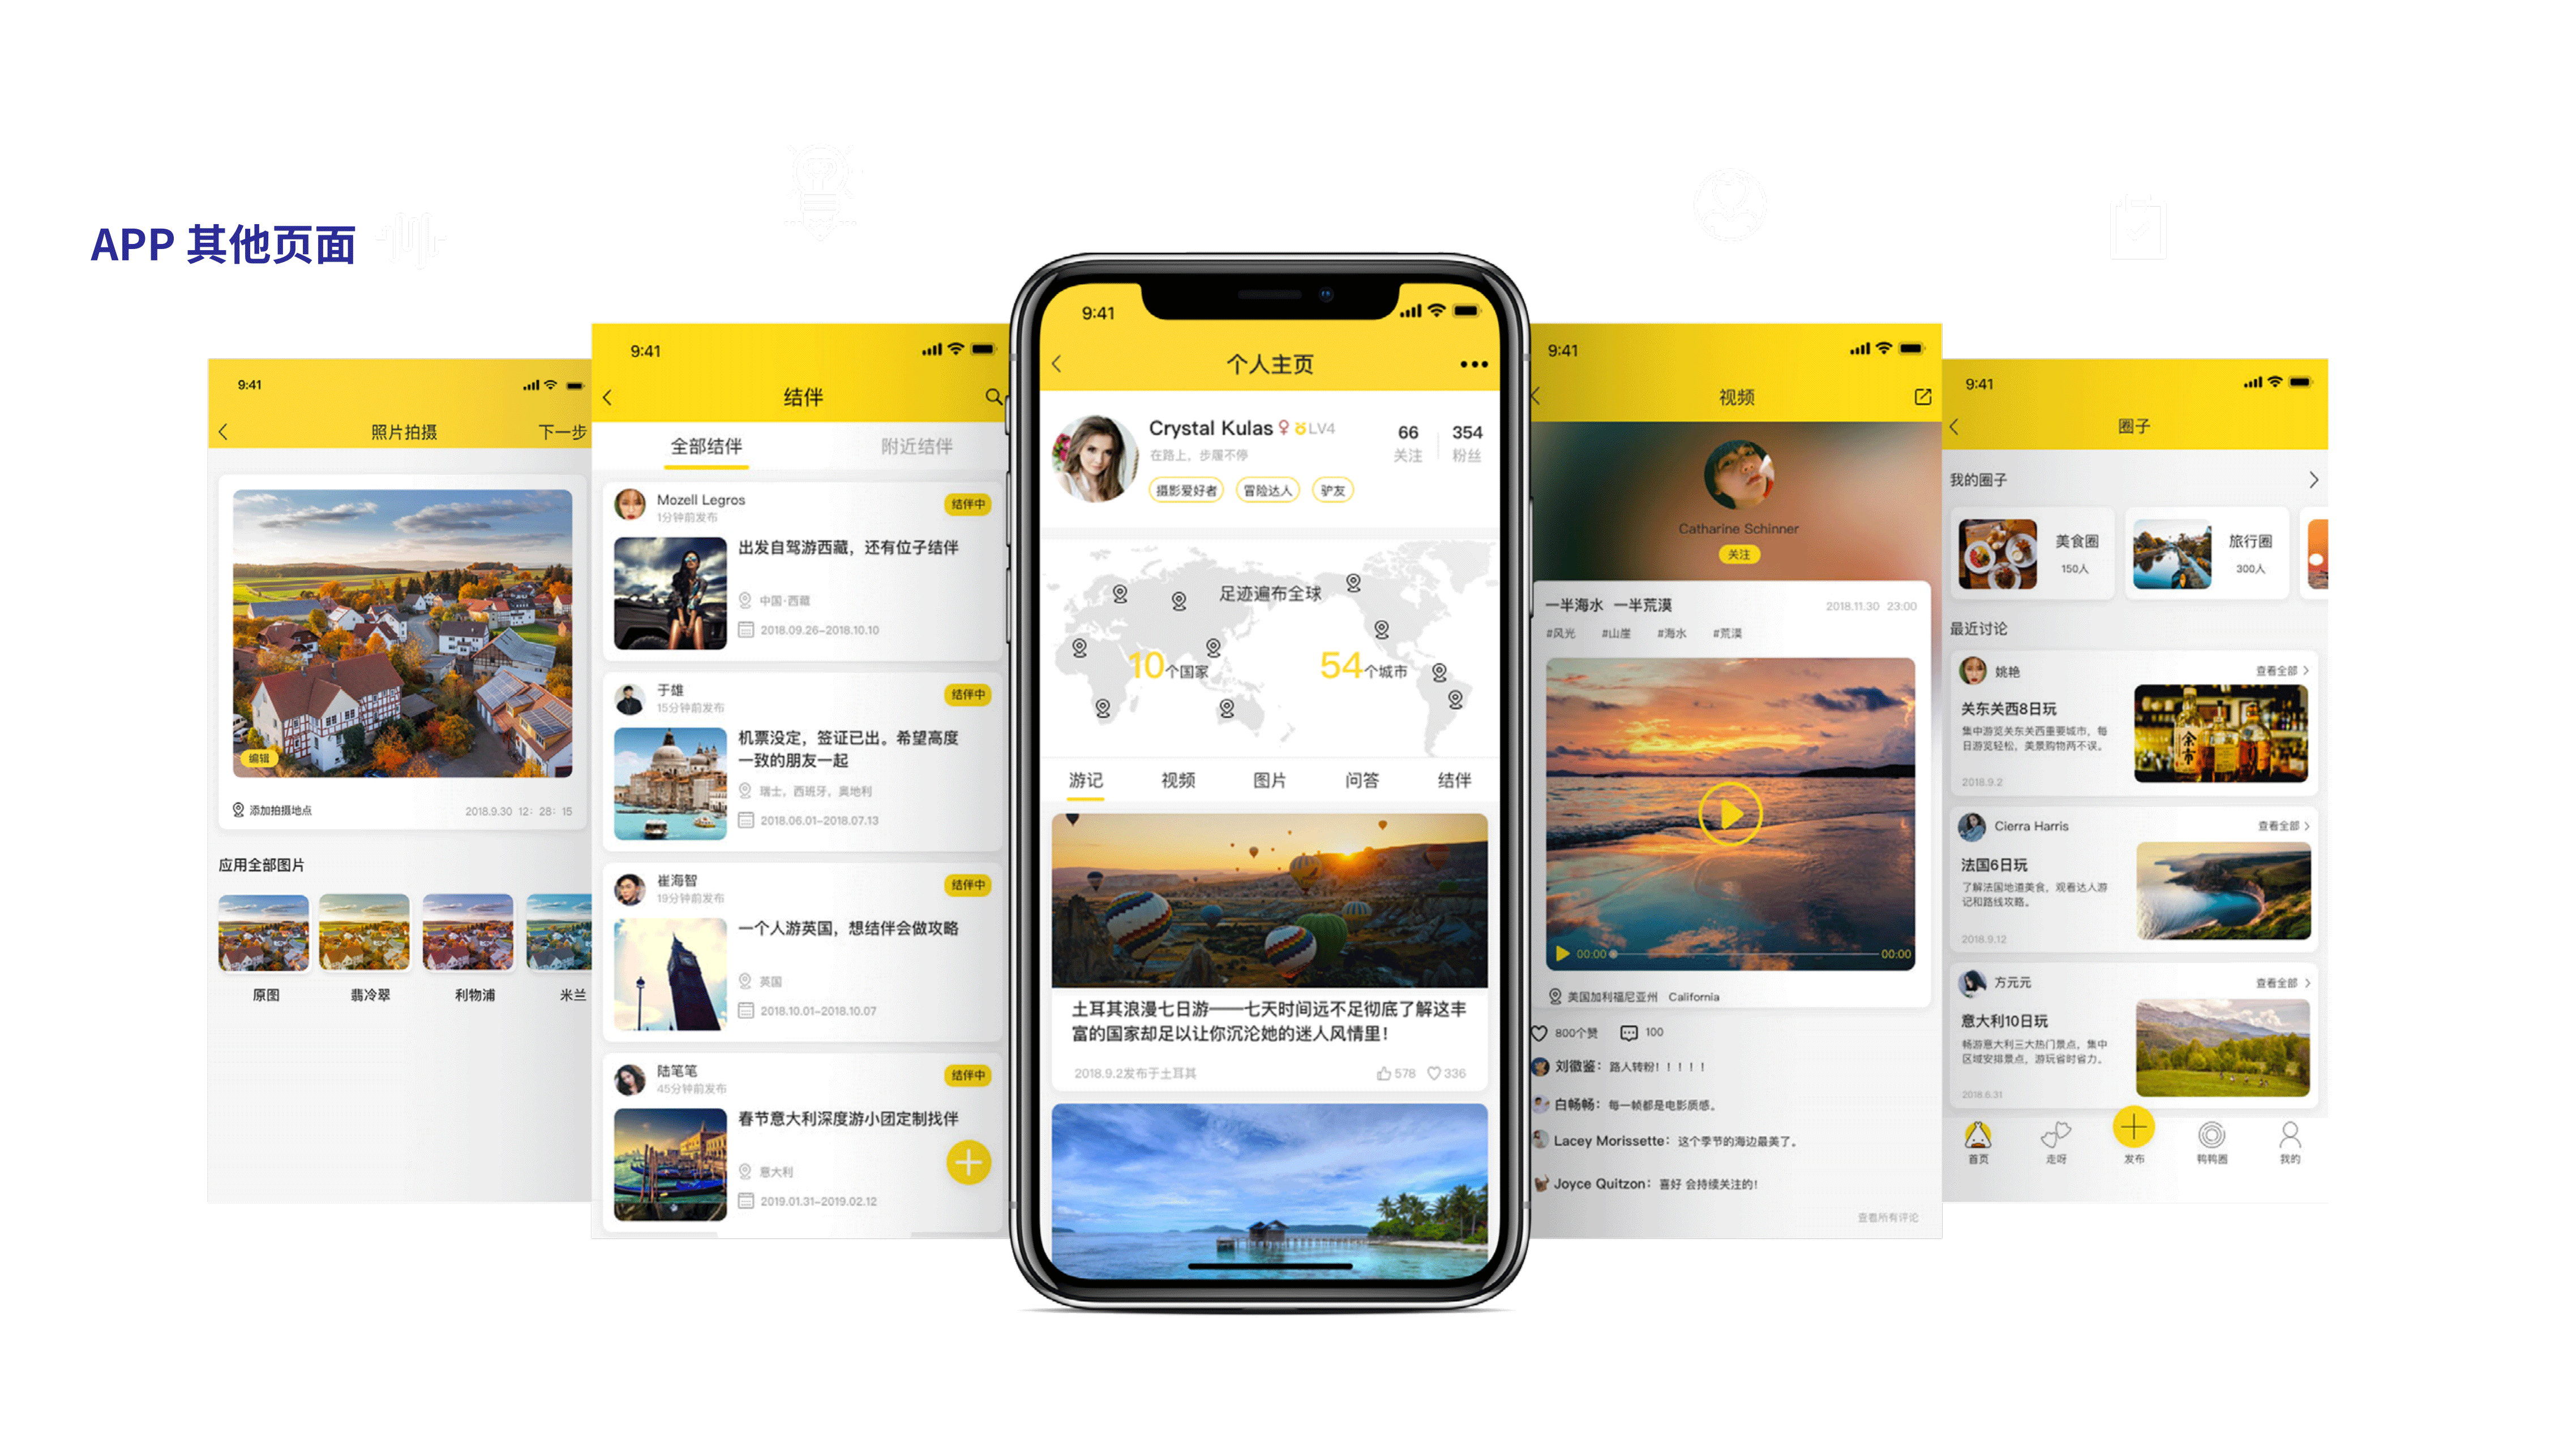 APP 其他页面
9:41
照片拍摄
下一步
编辑
添加拍摄地点
2018.9.30 12：28：15
应用全部图片
原图
翡冷翠
利物浦
米兰
9:41
结伴
全部结伴
附近结伴
Mozell Legros
1分钟前发布
结伴中
出发自驾游西藏，还有位子结伴
中国·西藏
2018.09.26-2018.10.10
于雄
15分钟前发布
结伴中
机票没定，签证已出。希望高度
一致的朋友一起
瑞士，西班牙，奥地利
2018.06.01-2018.07.13
崔海智
19分钟前发布
结伴中
一个人游英国，想结伴会做攻略
英国
2018.10.01-2018.10.07
陆笔笔
45分钟前发布
结伴中
春节意大利深度游小团定制找伴
意大利
2019.01.31-2019.02.12
9:41
个人主页
Crystal Kulas
LV4
在路上，步履不停
66
关注
354
粉丝
摄影爱好者
冒险达人
驴友
足迹遍布全球
10个国家
54个城市
游记
视频
图片
问答
结伴
土耳其浪漫七日游——七天时间远不足彻底了解这丰
富的国家却足以让你沉沦她的迷人风情里！
2018.9.2发布于土耳其
578
336
9:41
视频
Catharine Schinner
关注
一半海水 一半荒漠
2018.11.30 23:00
#风光
#山崖
#海水
#荒漠
00:00
00:00
美国加利福尼亚州 California
800个赞
100
刘徽鉴：路人转粉！！！！！
白畅畅：每一帧都是电影质感。
Lacey Morissette：这个季节的海边最美了。
Joyce Quitzon：喜好 会持续关注的！
查看所有评论
9:41
圈子
我的圈子
美食圈
150人
旅行圈
300人
最近讨论
姚艳
查看全部
关东关西8日玩
集中游览关东关西重要城市，每
日游览轻松，美景购物两不误。
2018.9.2
余市
Cierra Harris
查看全部
法国6日玩
了解法国地道美食，观看达人游
记和路线攻略。
2018.9.12
方元元
查看全部
意大利10日玩
畅游意大利三大热门景点，集中
区域安排景点，游玩省时省力。
2018.6.31
首页
走呀
发布
鸭鸭圈
我的